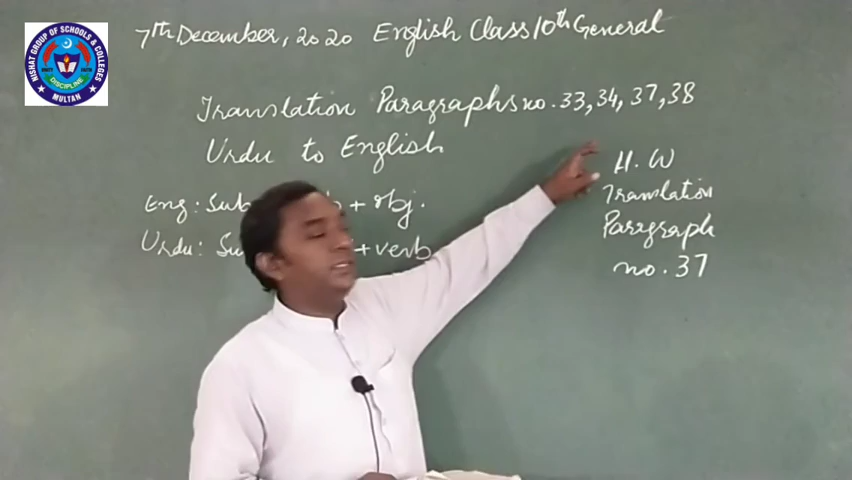 7th December, 2020 English Class 10th General
NISHAT GROUP OF SCHOOLS & COLLEGES
DISCIPLINE
MULTAN
Translation Paragraphs no. 33, 34, 37, 38
Urdu to English
Eng: Sub + obj.
Urdu: + verb
H. W
Translation
Paragraph
no. 37